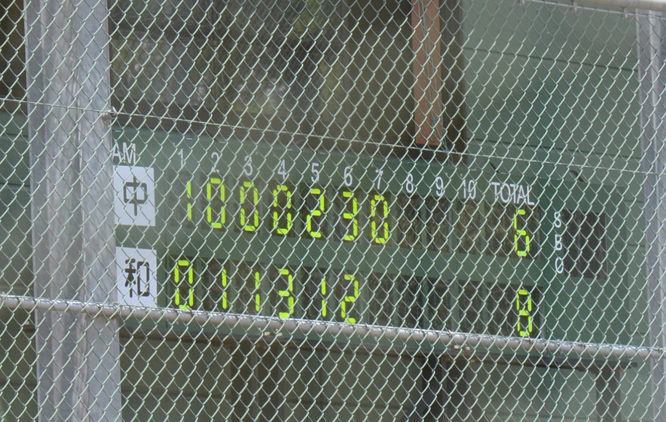 AM 1 2 3 4 5 6 7 8 9 10 TOTAL
中 1 0 0 0 2 3 0 6
和 0 1 1 3 1 2 8
S
B
O